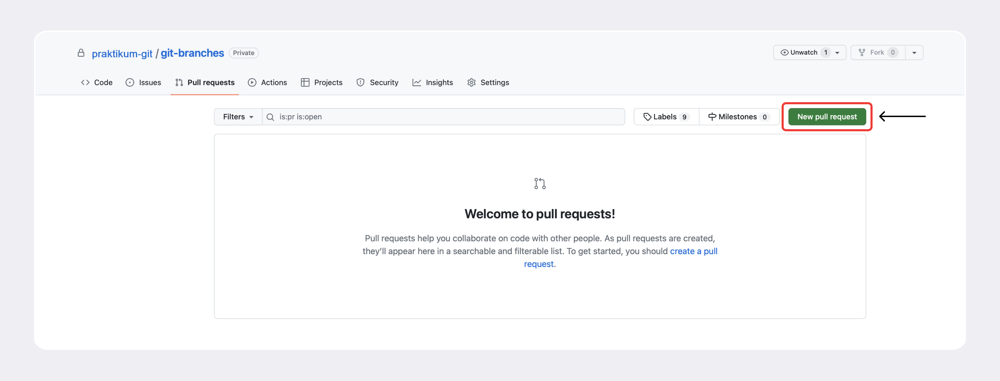 praktikum-git / git-branches Private
Unwatch 1 Fork 0
Code Issues Pull requests Actions Projects Security Insights Settings
Filters is:pr is:open Labels 9 Milestones 0 New pull request
Welcome to pull requests!
Pull requests help you collaborate on code with other people. As pull requests are created,
they’ll appear here in a searchable and filterable list. To get started, you should create a pull
request.